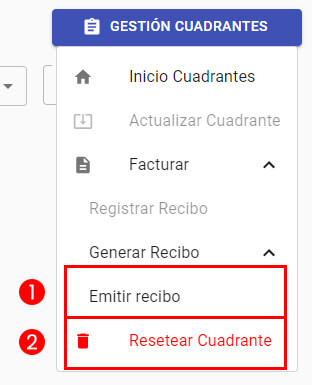 GESTIÓN CUADRANTES
Inicio Cuadrantes
Actualizar Cuadrante
Facturar
Registrar Recibo
Generar Recibo
1 Emitir recibo
2 Resetear Cuadrante